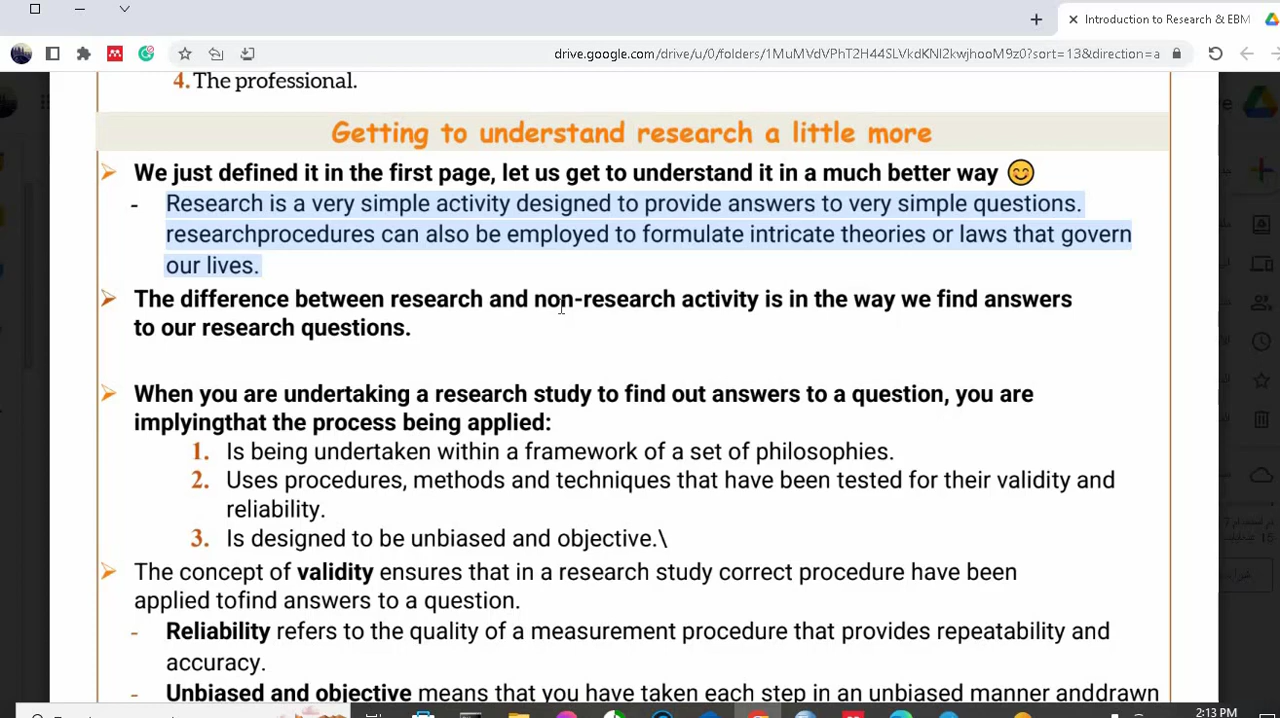 Introduction to Research & EBM
drive.google.com/drive/u/0/folders/1MuMVdVPhT2H44SLVkdKNI2kwjhooM9z0?sort=13&direction=a
4. The professional.
Getting to understand research a little more
➢ We just defined it in the first page, let us get to understand it in a much better way 😊
- Research is a very simple activity designed to provide answers to very simple questions.
researchprocedures can also be employed to formulate intricate theories or laws that govern
our lives.
➢ The difference between research and non-research activity is in the way we find answers
to our research questions.
➢ When you are undertaking a research study to find out answers to a question, you are
implyingthat the process being applied:
1. Is being undertaken within a framework of a set of philosophies.
2. Uses procedures, methods and techniques that have been tested for their validity and
reliability.
3. Is designed to be unbiased and objective.\
➢ The concept of validity ensures that in a research study correct procedure have been
applied tofind answers to a question.
- Reliability refers to the quality of a measurement procedure that provides repeatability and
accuracy.
- Unbiased and objective means that you have taken each step in an unbiased manner anddrawn
2:13 PM